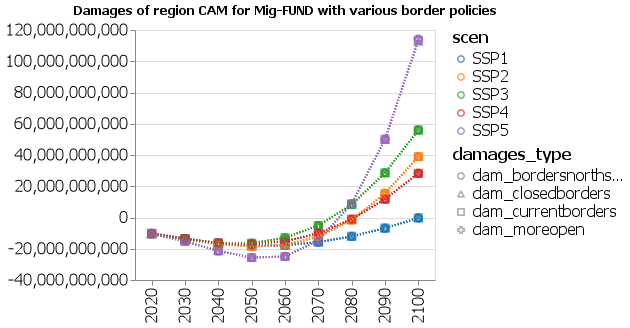 Damages of region CAM for Mig-FUND with various border policies
120,000,000,000
100,000,000,000
80,000,000,000
60,000,000,000
40,000,000,000
20,000,000,000
0
-20,000,000,000
-40,000,000,000
2020 2030 2040 2050 2060 2070 2080 2090 2100
scen
SSP1
SSP2
SSP3
SSP4
SSP5
damages_type
dam_bordersnorths...
dam_closedborders
dam_currentborders
dam_moreopen